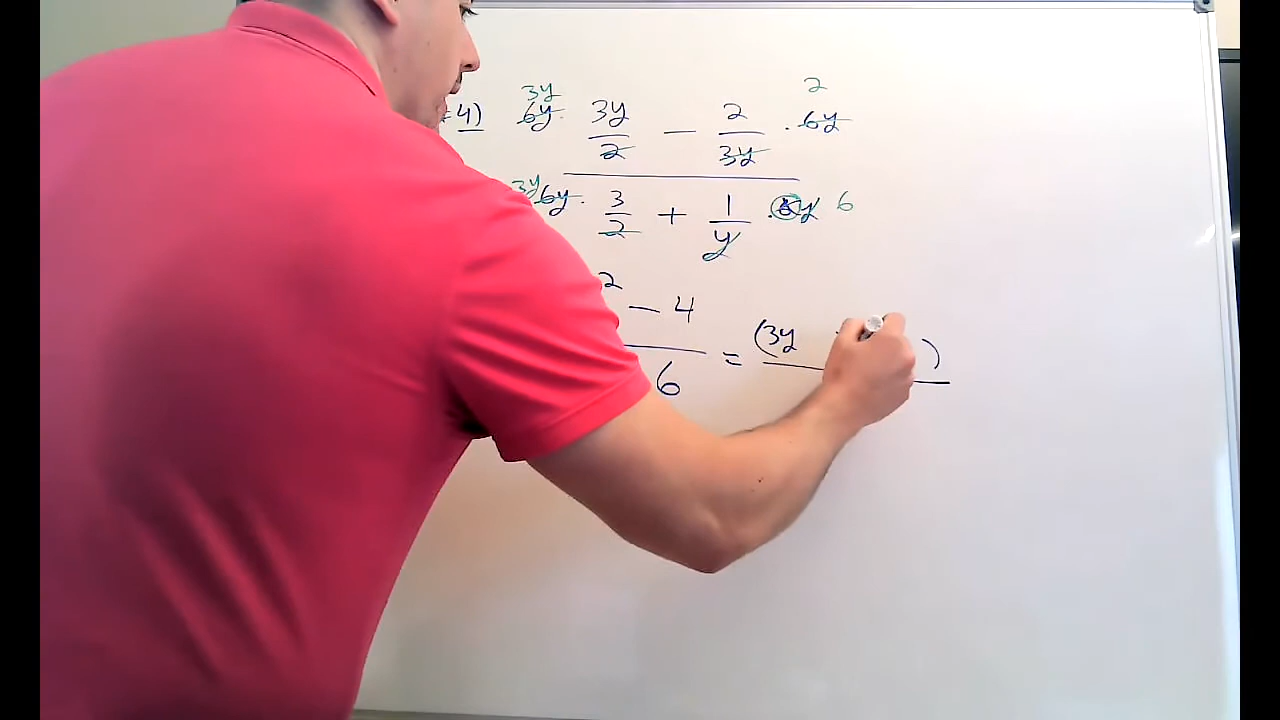 4) 3y 6y · 3y/2 − 2/3y · 6y 2
3y 6y · 3/2 + 1/y · 6y 6
2 − 4 = (3y )
6